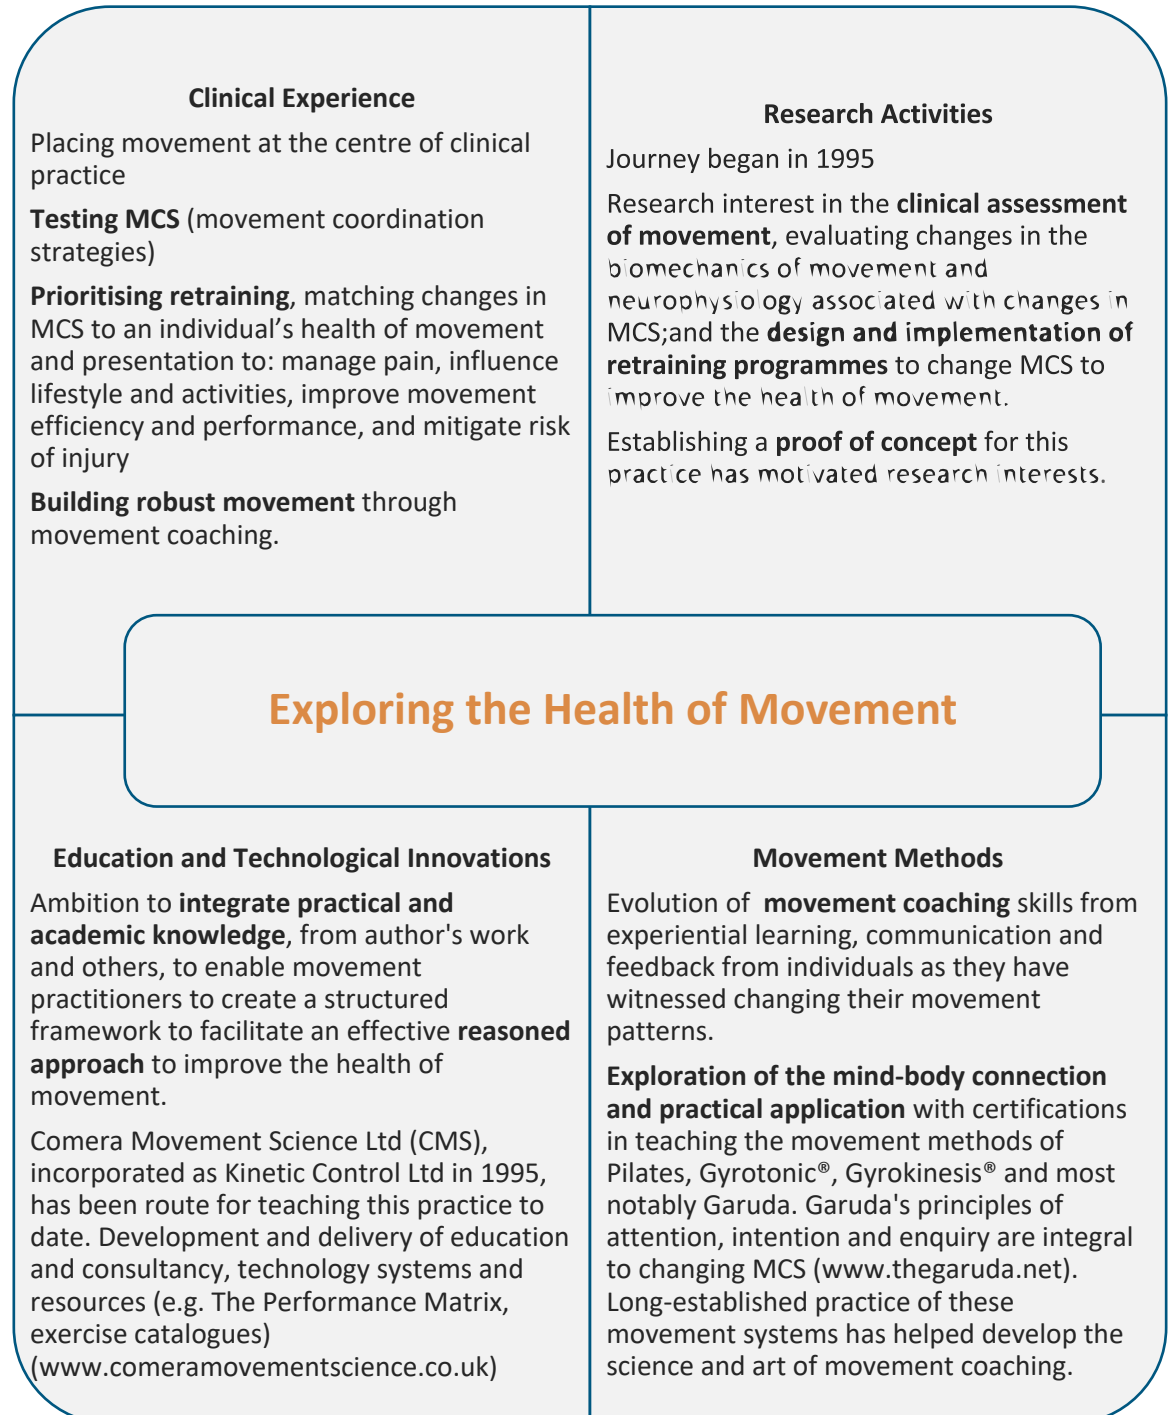 Clinical Experience
Placing movement at the centre of clinical
practice
Testing MCS (movement coordination
strategies)
Prioritising retraining, matching changes in
MCS to an individual’s health of movement
and presentation to: manage pain, influence
lifestyle and activities, improve movement
efficiency and performance, and mitigate risk
of injury
Building robust movement through
movement coaching.
Research Activities
Journey began in 1995
Research interest in the clinical assessment
of movement, evaluating changes in the
biomechanics of movement and
neurophysiology associated with changes in
MCS;and the design and implementation of
retraining programmes to change MCS to
improve the health of movement.
Establishing a proof of concept for this
practice has motivated research interests.
Exploring the Health of Movement
Education and Technological Innovations
Ambition to integrate practical and
academic knowledge, from author's work
and others, to enable movement
practitioners to create a structured
framework to facilitate an effective reasoned
approach to improve the health of
movement.
Comera Movement Science Ltd (CMS),
incorporated as Kinetic Control Ltd in 1995,
has been route for teaching this practice to
date. Development and delivery of education
and consultancy, technology systems and
resources (e.g. The Performance Matrix,
exercise catalogues)
(www.comeramovementscience.co.uk)
Movement Methods
Evolution of movement coaching skills from
experiential learning, communication and
feedback from individuals as they have
witnessed changing their movement
patterns.
Exploration of the mind-body connection
and practical application with certifications
in teaching the movement methods of
Pilates, Gyrotonic®, Gyrokinesis® and most
notably Garuda. Garuda's principles of
attention, intention and enquiry are integral
to changing MCS (www.thegaruda.net).
Long-established practice of these
movement systems has helped develop the
science and art of movement coaching.